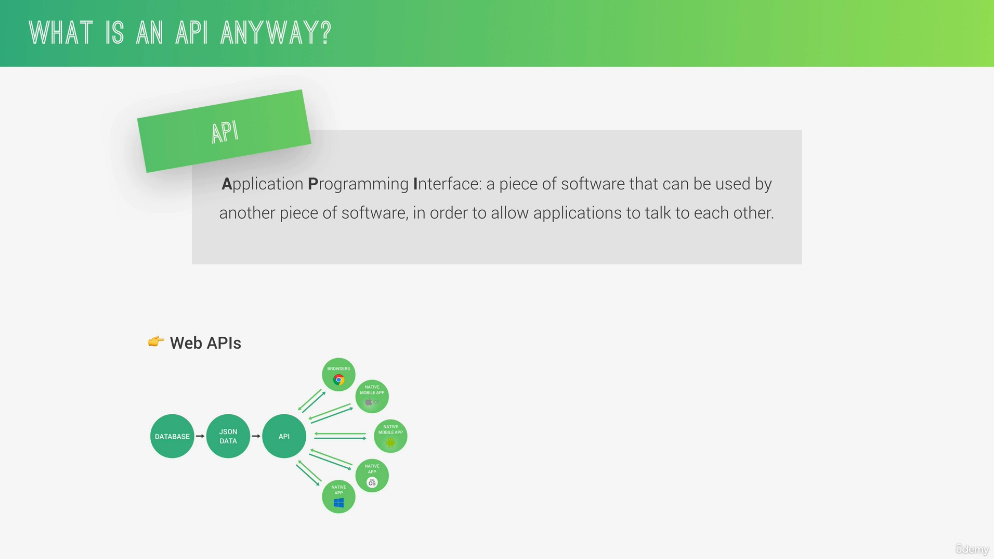 WHAT IS AN API ANYWAY?
API
Application Programming Interface: a piece of software that can be used by
another piece of software, in order to allow applications to talk to each other.
👉 Web APIs
BROWSERS
NATIVE
MOBILE APP
NATIVE
MOBILE APP
DATABASE
JSON
DATA
API
NATIVE
APP
NATIVE
APP
ûdemy